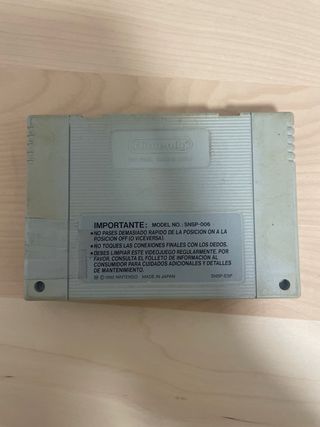 Nintendo
IMPORTANTE: MODEL NO.: SNSP-006
• NO PASES DEMASIADO RAPIDO DE LA POSICION ON A LA
POSICION OFF (O VICEVERSA).
• NO TOQUES LAS CONEXIONES FINALES CON LOS DEDOS.
• DEBES LIMPIAR ESTE VIDEOJUEGO REGULARMENTE. POR
FAVOR, CONSULTA EL FOLLETO DE INFORMACION AL
CONSUMIDOR PARA CUIDADOS ADICIONALES Y DETALLES
DE MANTENIMIENTO.
© 1992 NINTENDO MADE IN JAPAN SNSP-ESP